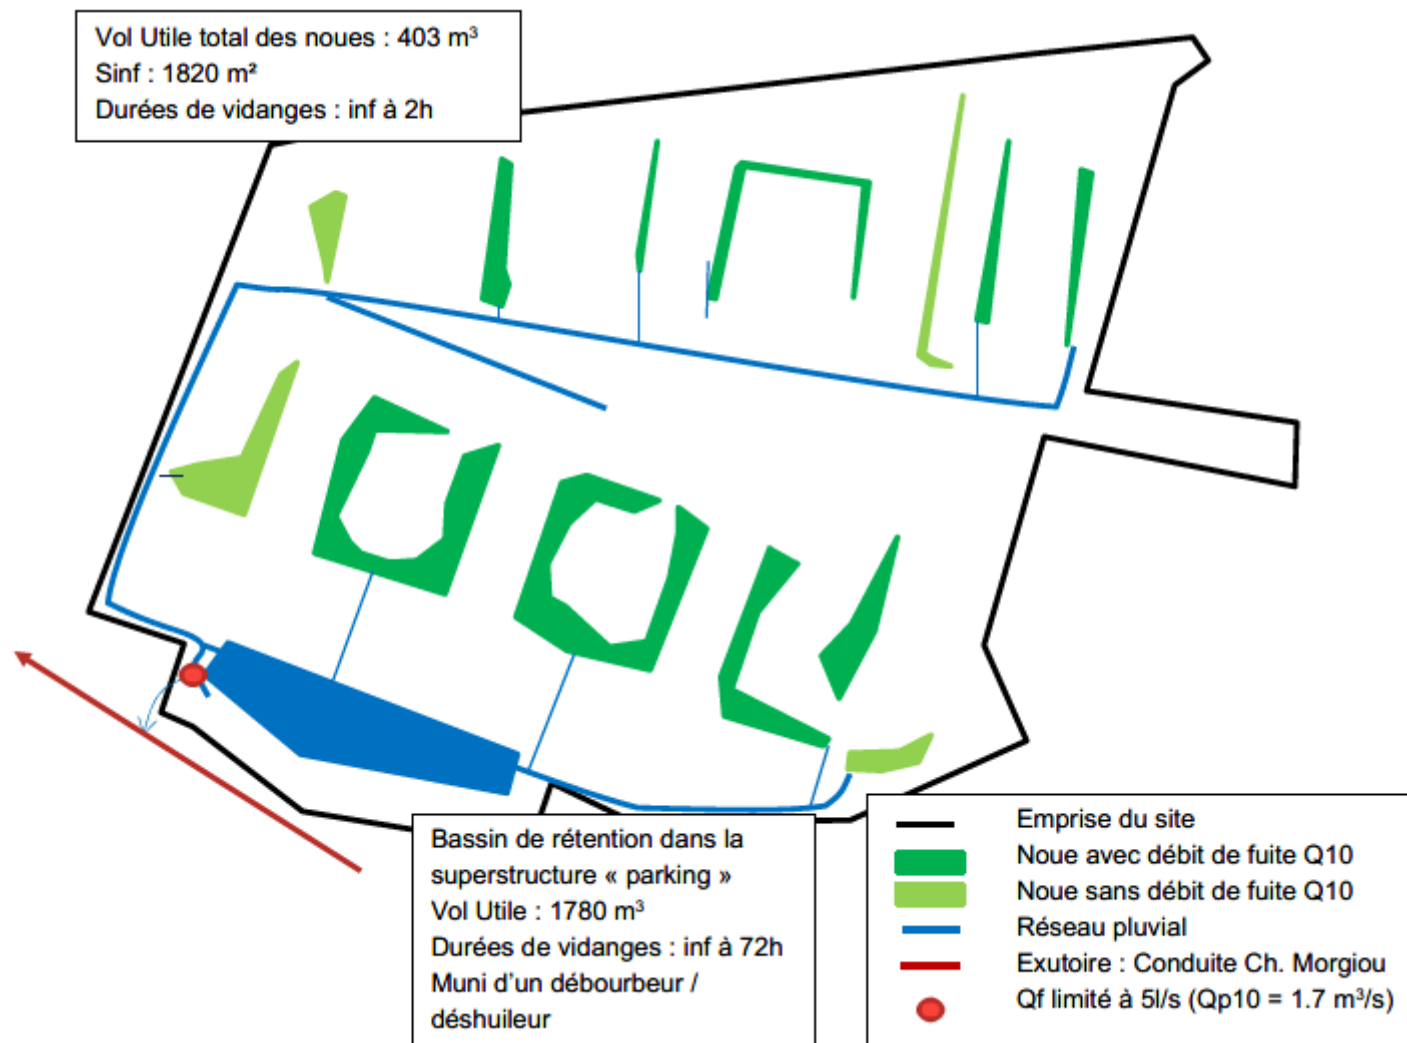 Vol Utile total des noues : 403 m³
Sinf : 1820 m²
Durées de vidanges : inf à 2h
Bassin de rétention dans la
superstructure « parking »
Vol Utile : 1780 m³
Durées de vidanges : inf à 72h
Muni d'un débourbeur /
déshuileur
Emprise du site
Noue avec débit de fuite Q10
Noue sans débit de fuite Q10
Réseau pluvial
Exutoire : Conduite Ch. Morgiou
Qf limité à 5l/s (Qp10 = 1.7 m³/s)